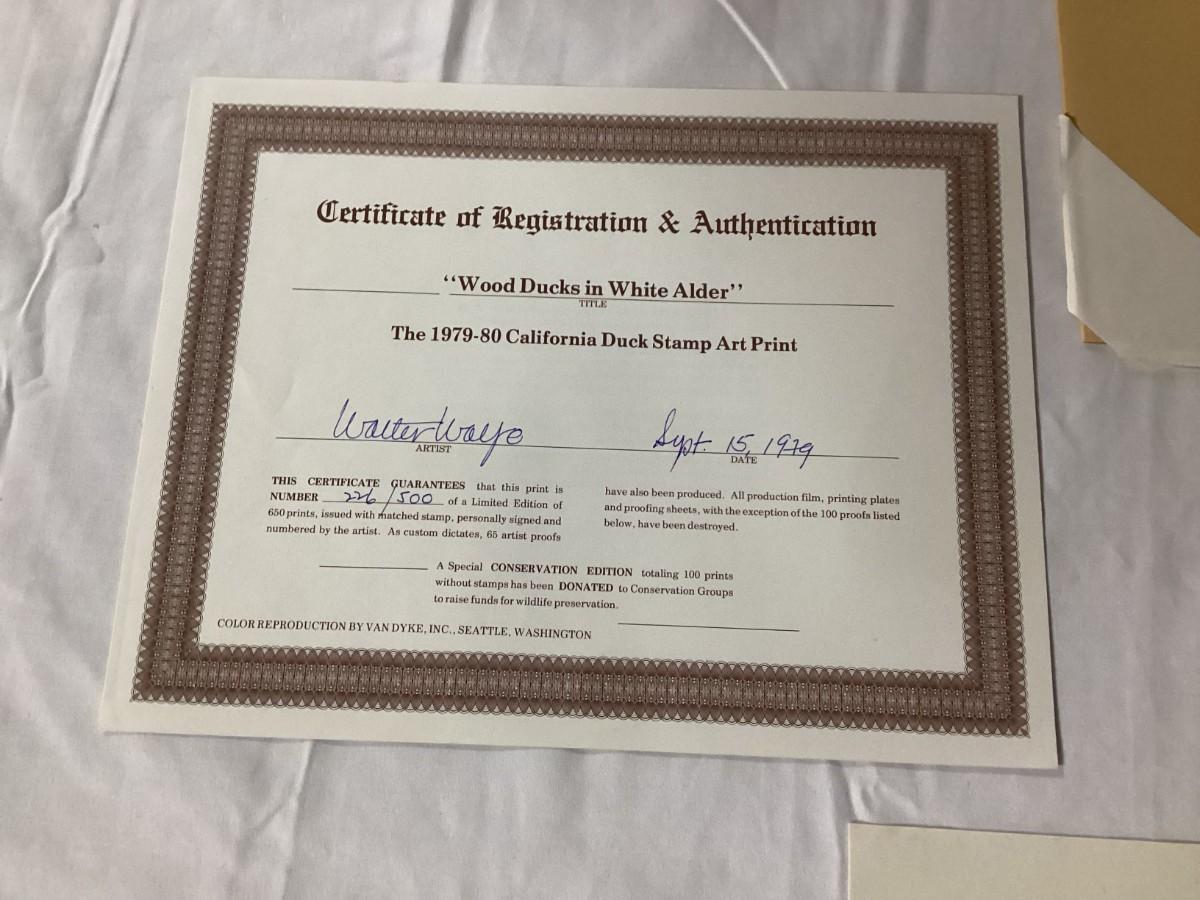 Certificate of Registration & Authentication
“Wood Ducks in White Alder”
TITLE
The 1979-80 California Duck Stamp Art Print
Walter Wolfe
Sept. 15, 1979
ARTIST
DATE
THIS CERTIFICATE GUARANTEES that this print is
NUMBER 226/500 of a Limited Edition of
650 prints, issued with matched stamp, personally signed and
numbered by the artist. As custom dictates, 65 artist proofs
have also been produced. All production film, printing plates
and proofing sheets, with the exception of the 100 proofs listed
below, have been destroyed.
A Special CONSERVATION EDITION totaling 100 prints
without stamps has been DONATED to Conservation Groups
to raise funds for wildlife preservation.
COLOR REPRODUCTION BY VAN DYKE, INC., SEATTLE, WASHINGTON